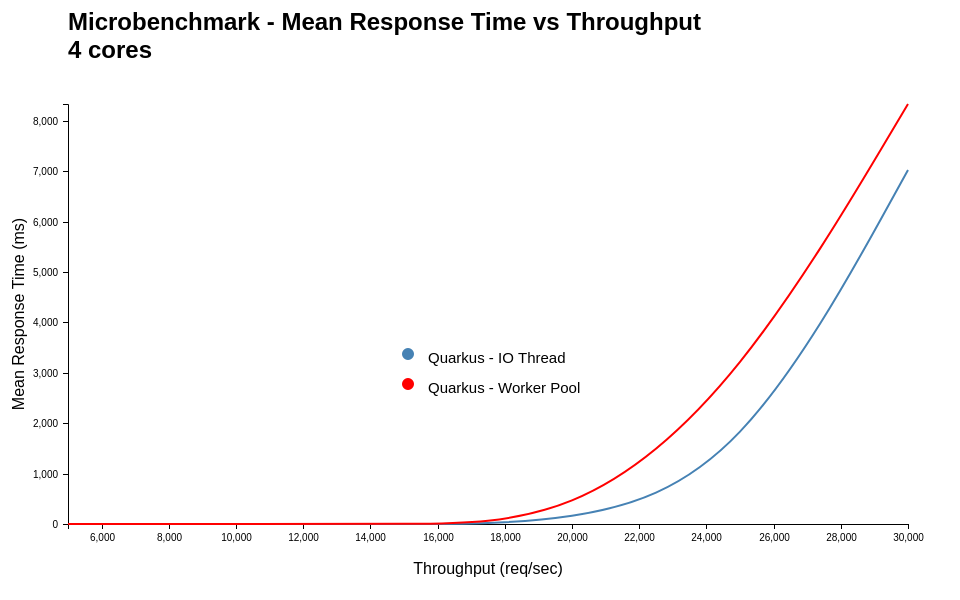 Microbenchmark - Mean Response Time vs Throughput
4 cores
8,000
7,000
6,000
5,000
4,000
3,000
2,000
1,000
0
Mean Response Time (ms)
Quarkus - IO Thread
Quarkus - Worker Pool
6,000 8,000 10,000 12,000 14,000 16,000 18,000 20,000 22,000 24,000 26,000 28,000 30,000
Throughput (req/sec)